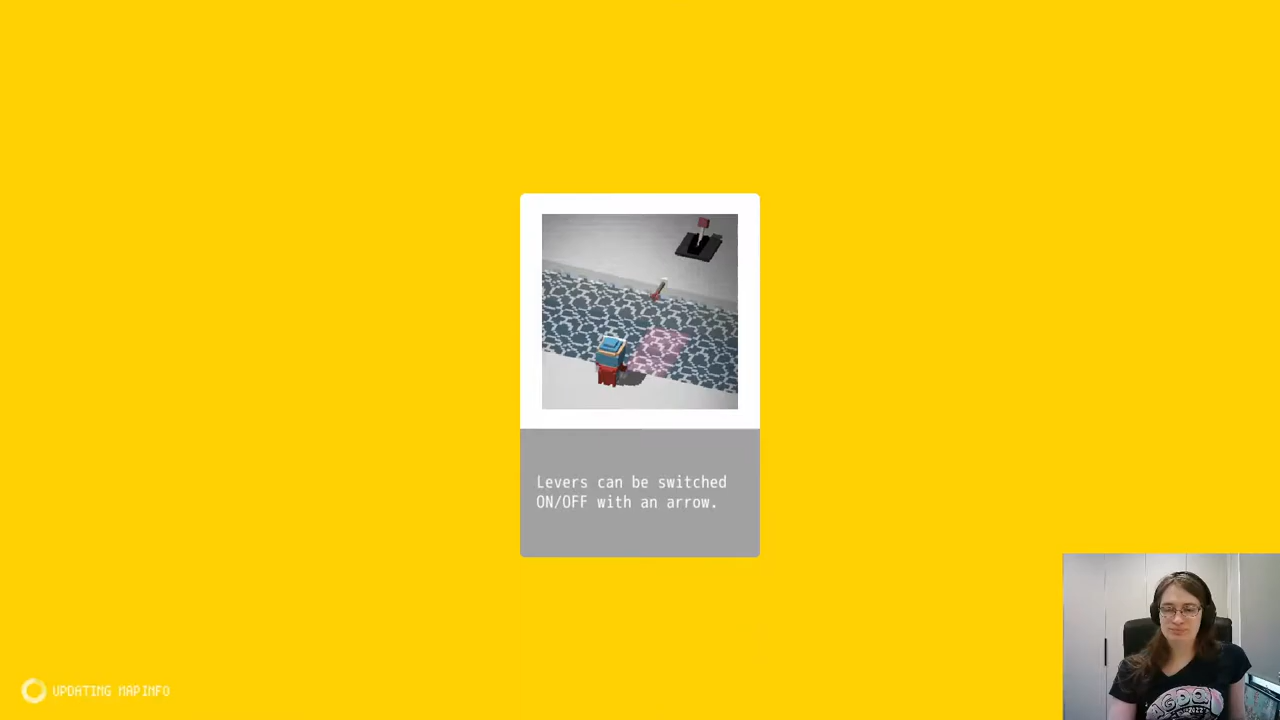 Levers can be switched
ON/OFF with an arrow.
UPDATING MAPINFO